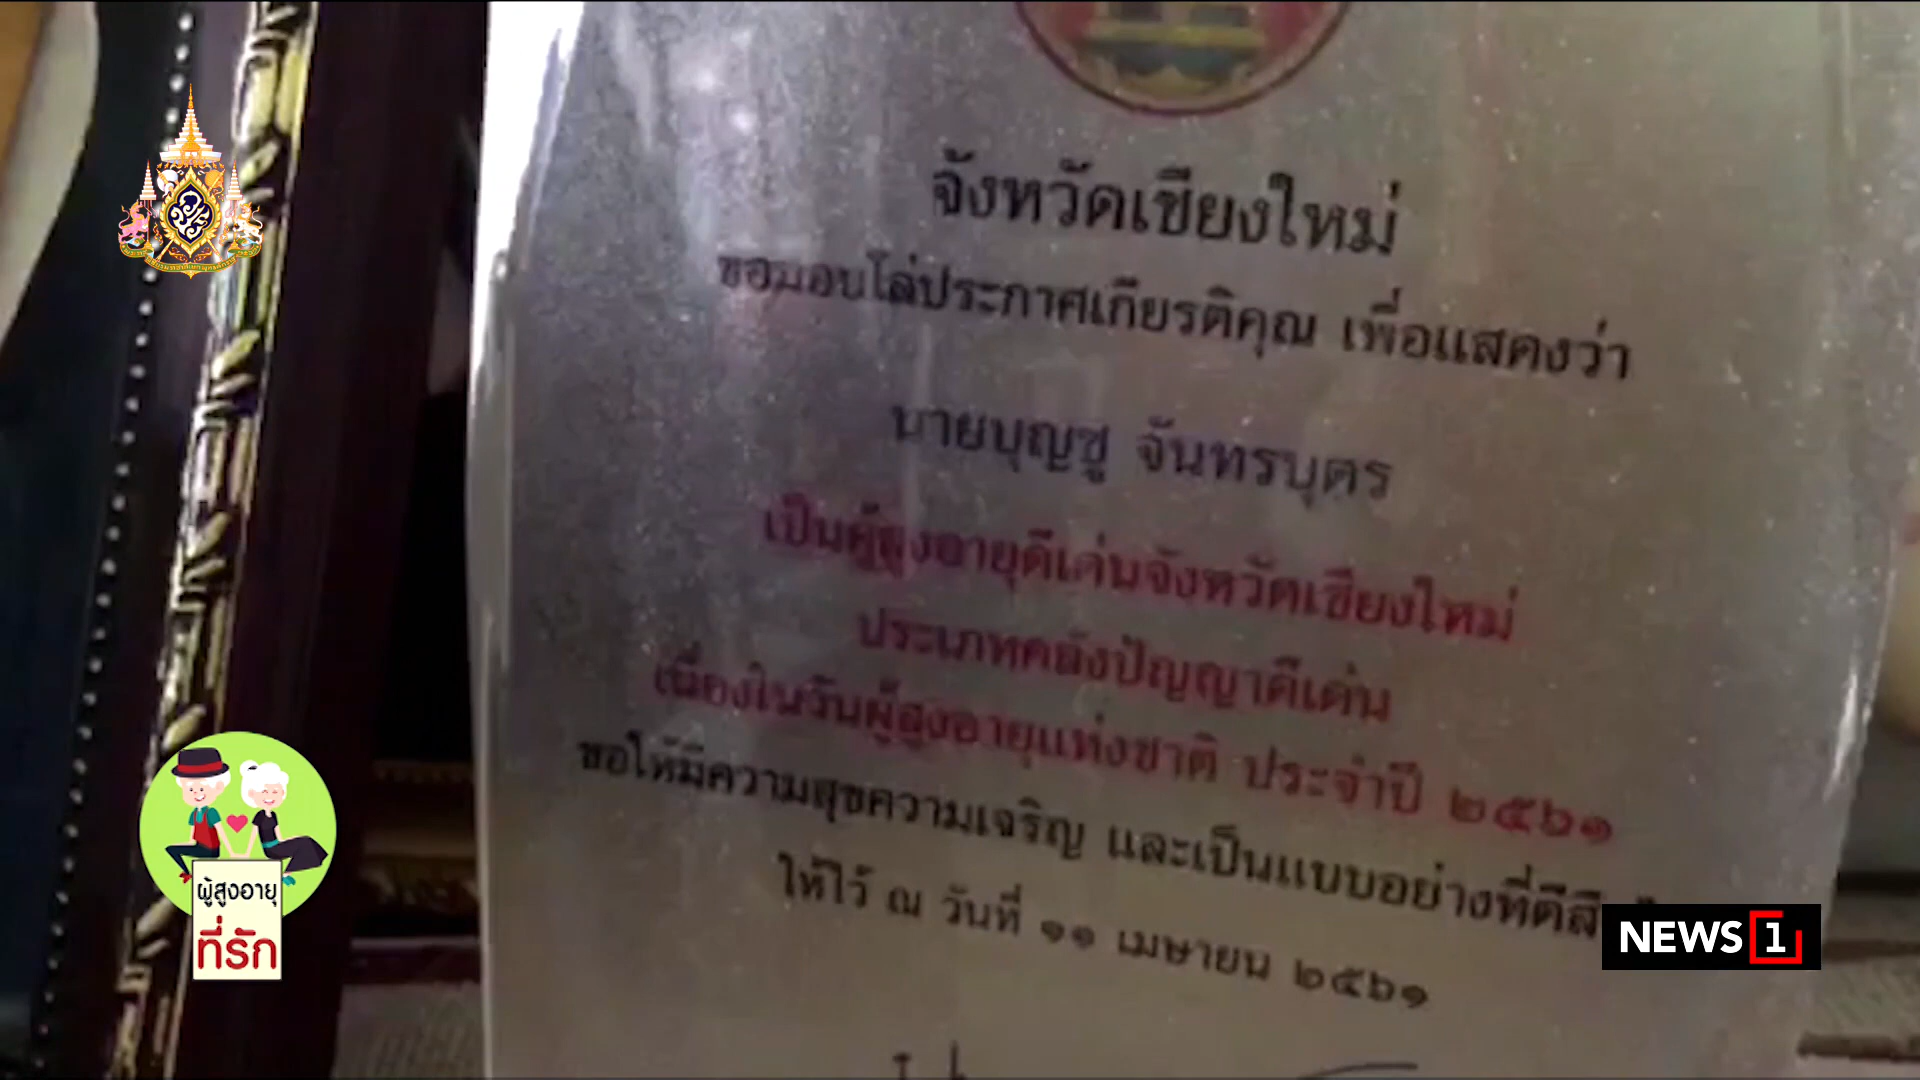 จังหวัดเชียงใหม่
ขอมอบโล่ประกาศเกียรติคุณ เพื่อแสดงว่า
นายบุญชู จันทรบุตร
เป็นผู้สูงอายุดีเด่นจังหวัดเชียงใหม่
ประเภทคลังปัญญาดีเด่น
เนื่องในวันผู้สูงอายุแห่งชาติ ประจำปี ๒๕๖๑
ขอให้มีความสุขความเจริญ และเป็นแบบอย่างที่ดี
ให้ไว้ ณ วันที่ ๑๑ เมษายน ๒๕๖๑
ผู้สูงอายุ
ที่รัก
NEWS 1